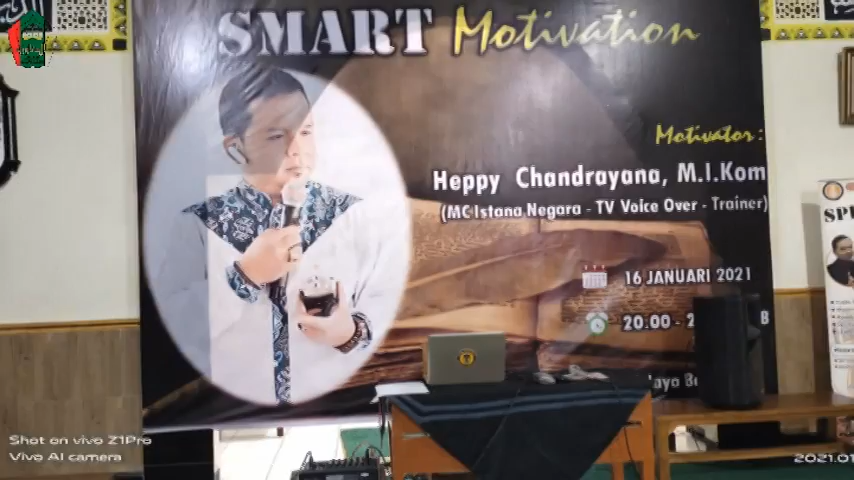 SMART Motivation
Motivator:
Heppy Chandrayana, M.I.Kom
(MC Istana Negara - TV Voice Over - Trainer)
16 JANUARI 2021
20.00 -
Shot on vivo Z1Pro
Vivo AI camera
2021.01